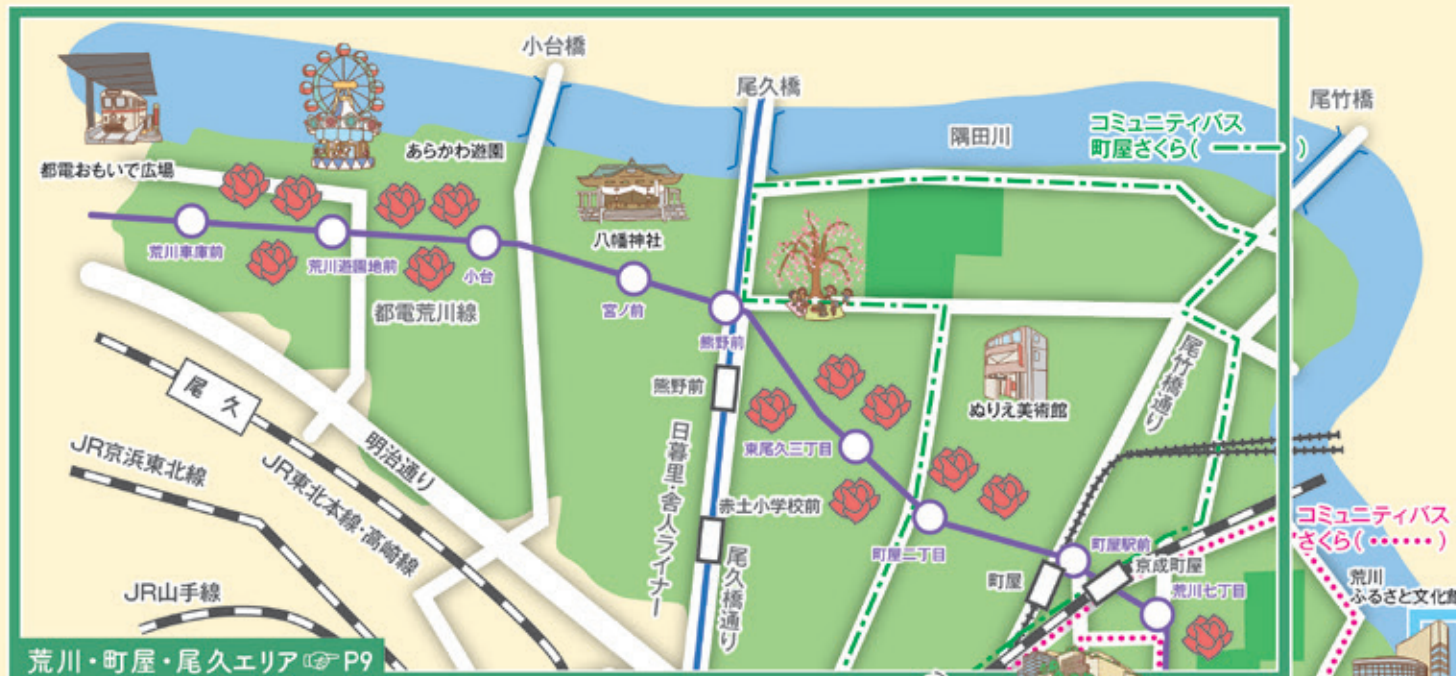 小台橋
尾久橋
尾竹橋
隅田川
コミュニティバス
町屋さくら( )
都電おもいで広場
あらかわ遊園
八幡神社
荒川車庫前
荒川遊園地前
小台
宮ノ前
熊野前
都電荒川線
熊野前
ぬりえ美術館
尾竹橋通り
尾久
明治通り
JR京浜東北線
JR東北本線・高崎線
JR山手線
日暮里・舎人ライナー
東尾久三丁目
赤土小学校前
尾久橋通り
町屋二丁目
町屋駅前
町屋
京成町屋
荒川七丁目
コミュニティバス
さくら( )
荒川
ふるさと文化館
荒川・町屋・尾久エリア☞P9